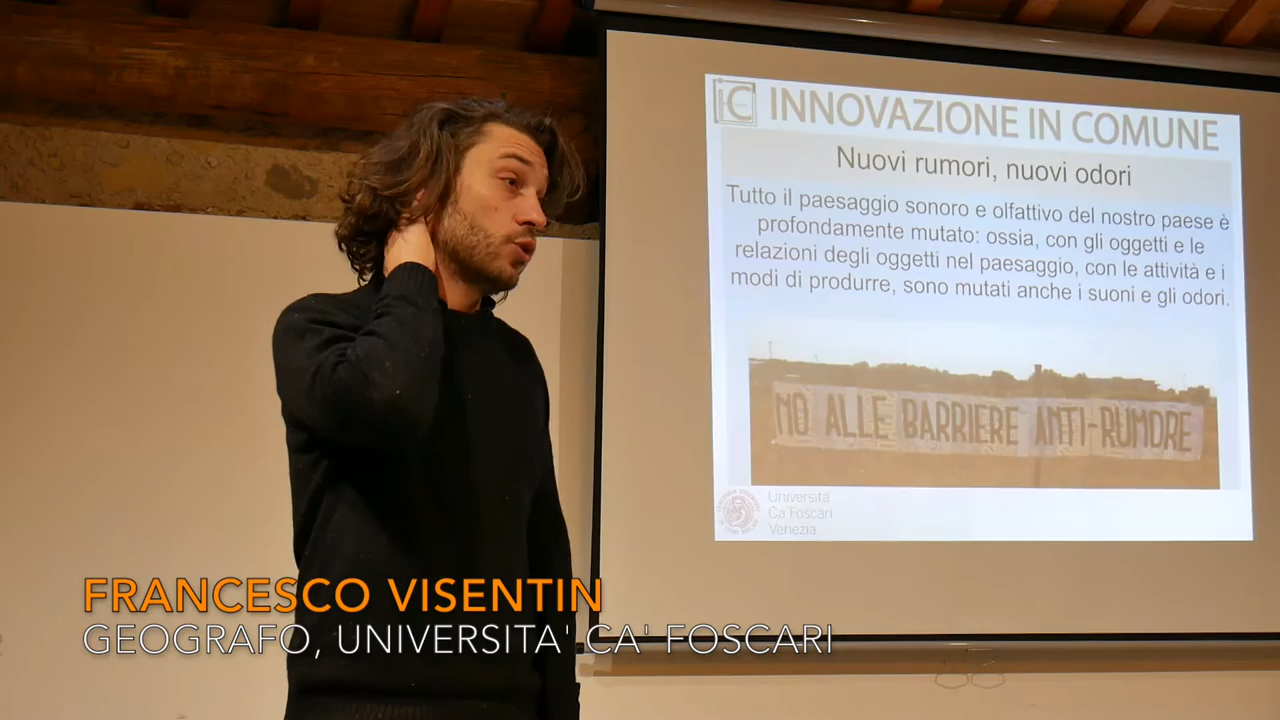 INNOVAZIONE IN COMUNE
Nuovi rumori, nuovi odori
Tutto il paesaggio sonoro e olfattivo del nostro paese è
profondamente mutato: ossia, con gli oggetti e le
relazioni degli oggetti nel paesaggio, con le attività e i
modi di produrre, sono mutati anche i suoni e gli odori.
NO ALLE BARRIERE ANTI-RUMORE
Università
Ca' Foscari
Venezia
FRANCESCO VISENTIN
GEOGRAFO, UNIVERSITA' CA' FOSCARI